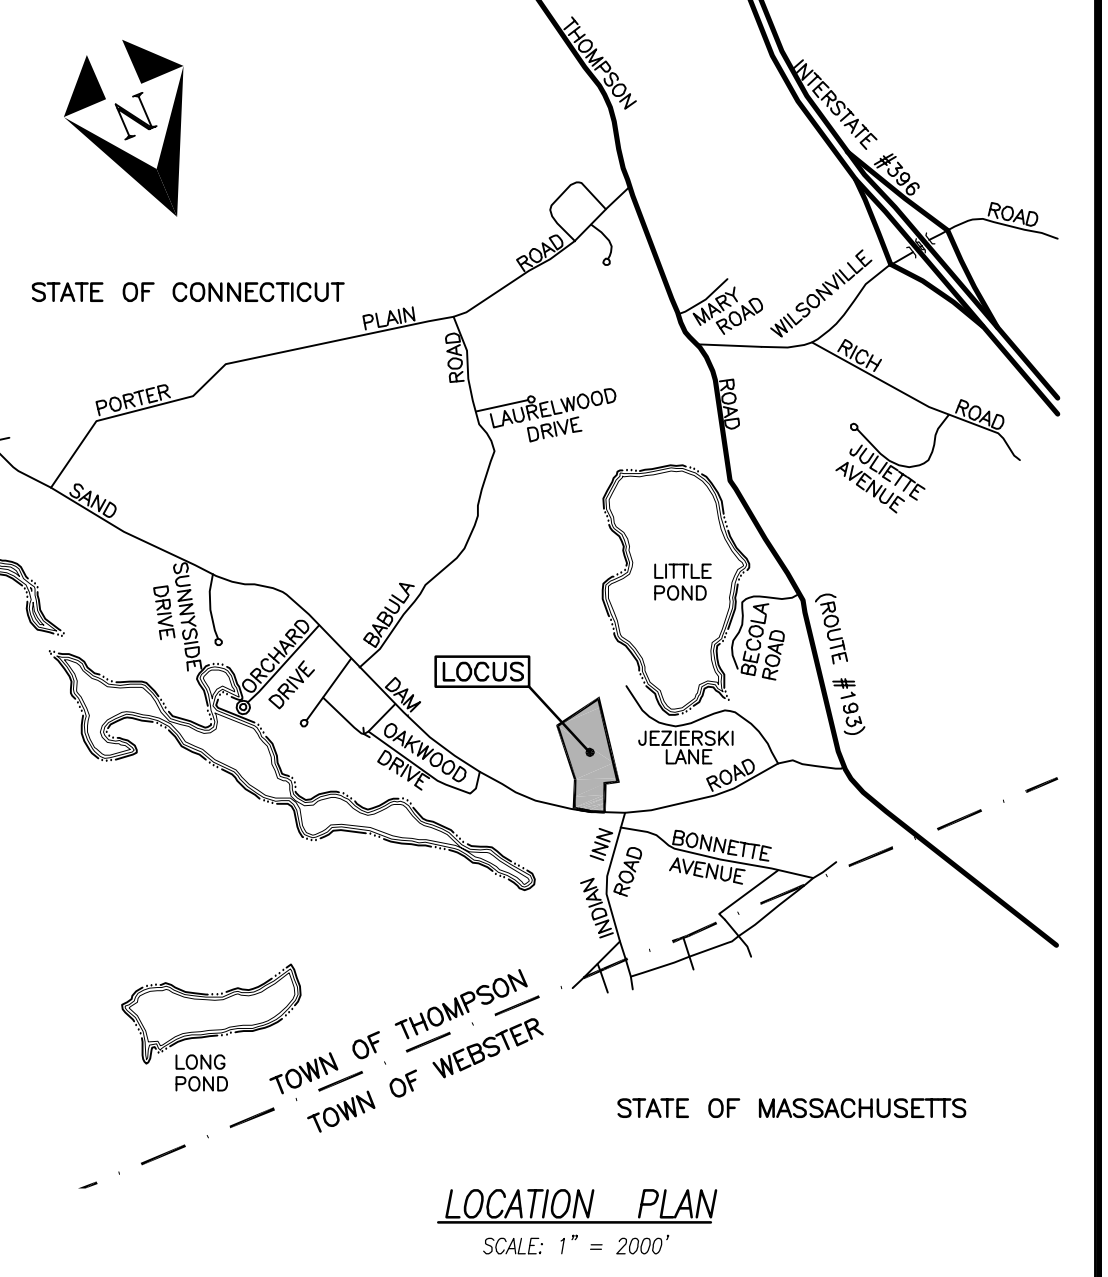 THOMPSON
INTERSTATE #396
N
ROAD
ROAD
WILSONVILLE
STATE OF CONNECTICUT
MARY
ROAD
PLAIN
ROAD
RICH
PORTER
ROAD
LAURELWOOD
DRIVE
ROAD
JULIETTE
AVENUE
SAND
LITTLE
POND
SUNNYSIDE
DRIVE
BABULA
BECOLA
ROAD
(ROUTE #193)
ORCHARD
DRIVE
LOCUS
DAM
OAKWOOD
DRIVE
JEZIERSKI
LANE
ROAD
INDIAN INN
ROAD
BONNETTE
AVENUE
LONG
POND
TOWN OF THOMPSON
TOWN OF WEBSTER
STATE OF MASSACHUSETTS
LOCATION PLAN
SCALE: 1" = 2000'